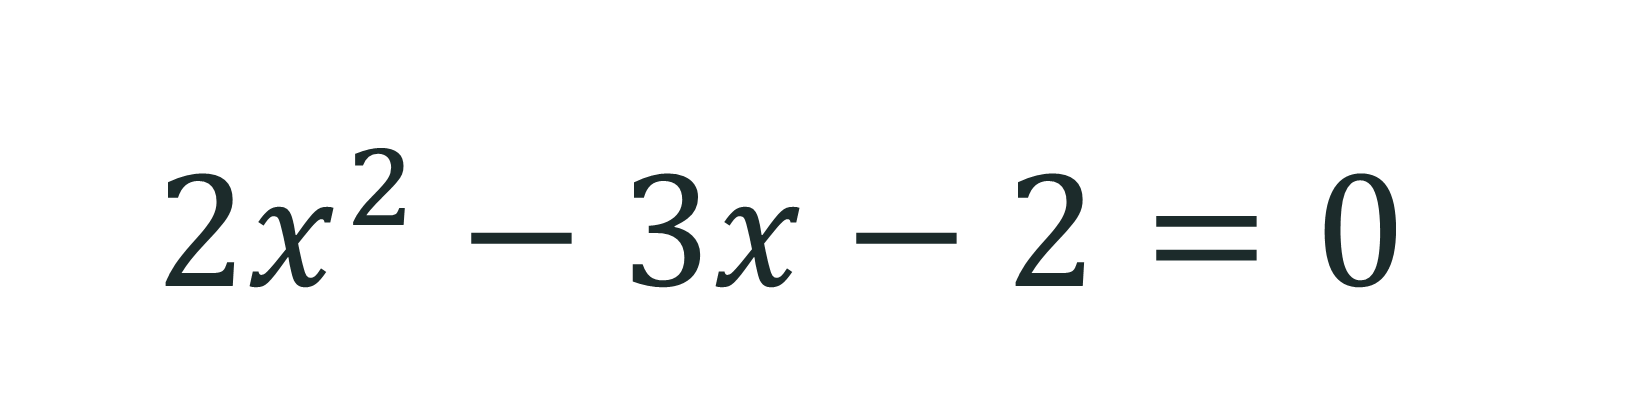 2x² − 3x − 2 = 0